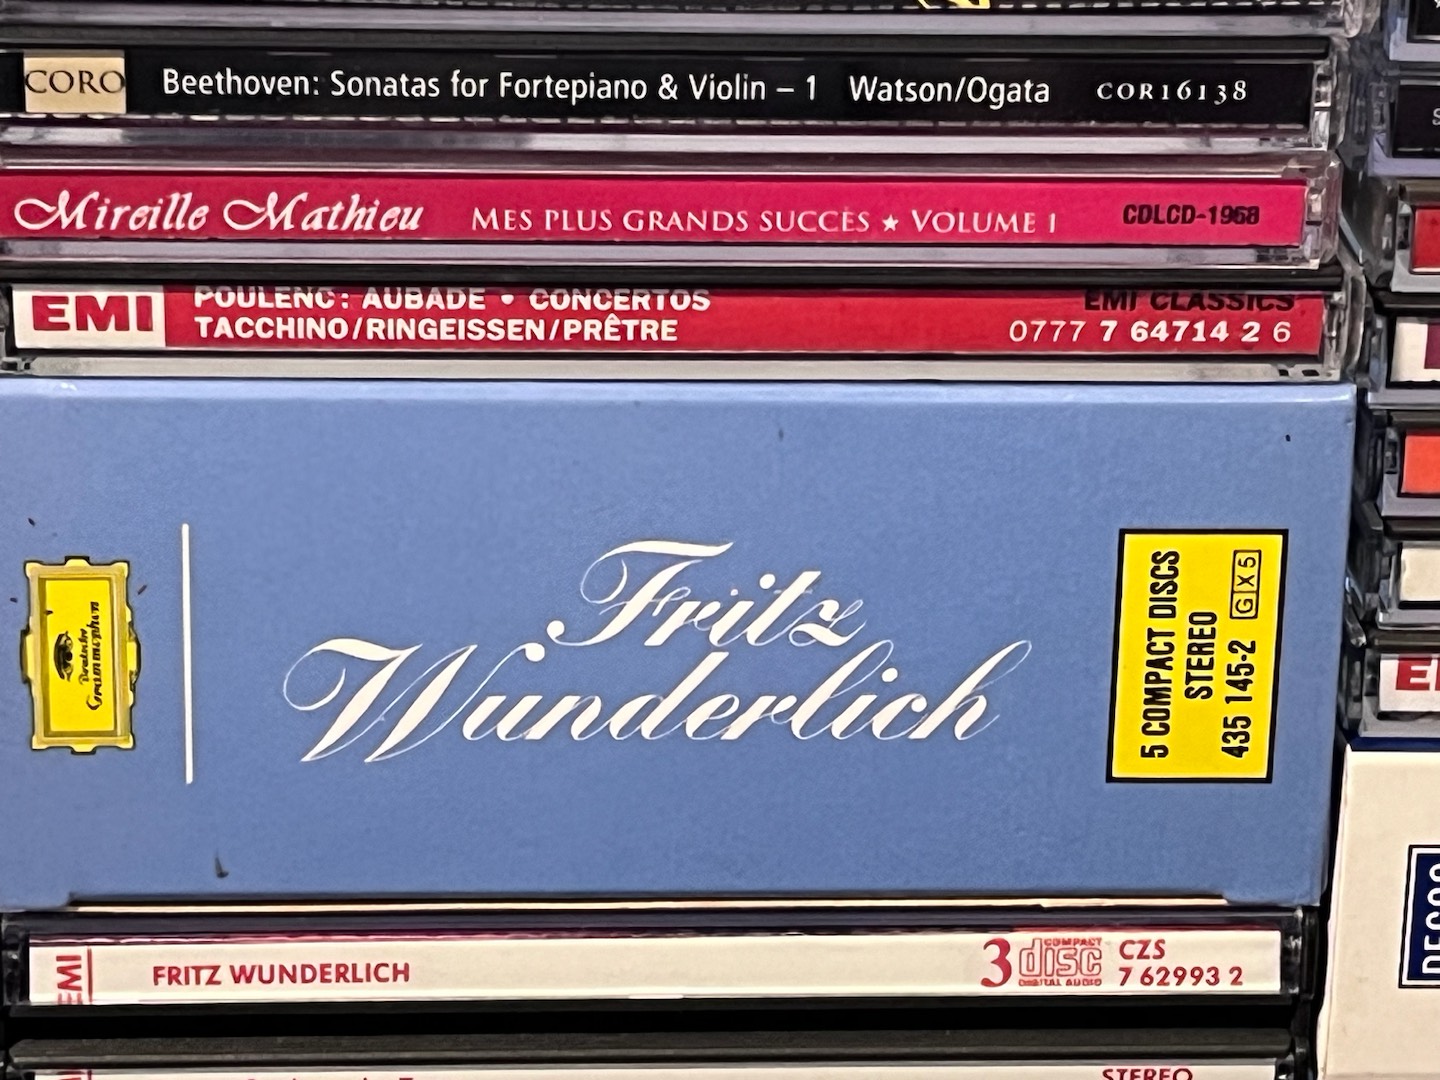 CORO Beethoven: Sonatas for Fortepiano & Violin – 1 Watson/Ogata COR16138
Mireille Mathieu MES PLUS GRANDS SUCCÈS ★ VOLUME 1 CDLCD-1968
EMI POULENC: AUBADE • CONCERTOS EMI CLASSICS
TACCHINO/RINGEISSEN/PRÊTRE 0777 7 64714 2 6
Deutsche
Grammophon
Fritz
Wunderlich
5 COMPACT DISCS
STEREO
435 145-2 G X 5
EMI FRITZ WUNDERLICH 3 COMPACT disc DIGITAL AUDIO CZS
7 62993 2
STEREO
DECCA